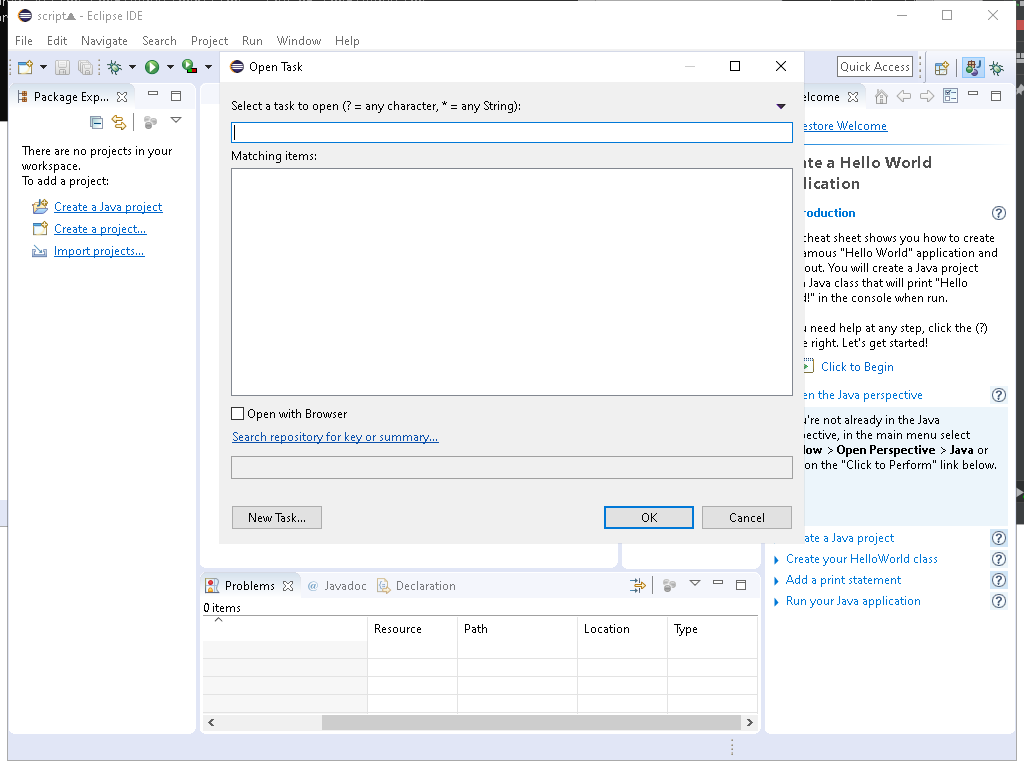 script▲ - Eclipse IDE
File Edit Navigate Search Project Run Window Help
Quick Access
Package Exp...
There are no projects in your
workspace.
To add a project:
Create a Java project
Create a project...
Import projects...
Open Task
Select a task to open (? = any character, * = any String):
Matching items:
Open with Browser
Search repository for key or summary...
New Task...
OK
Cancel
elcome
estore Welcome
te a Hello World
lication
roduction
cheat sheet shows you how to create
amous "Hello World" application and
out. You will create a Java project
Java class that will print "Hello
d!" in the console when run.
u need help at any step, click the (?)
e right. Let's get started!
Click to Begin
en the Java perspective
u're not already in the Java
pective, in the main menu select
low > Open Perspective > Java or
on the "Click to Perform" link below.
ate a Java project
Create your HelloWorld class
Add a print statement
Run your Java application
Problems @ Javadoc Declaration
0 items
Resource Path Location Type